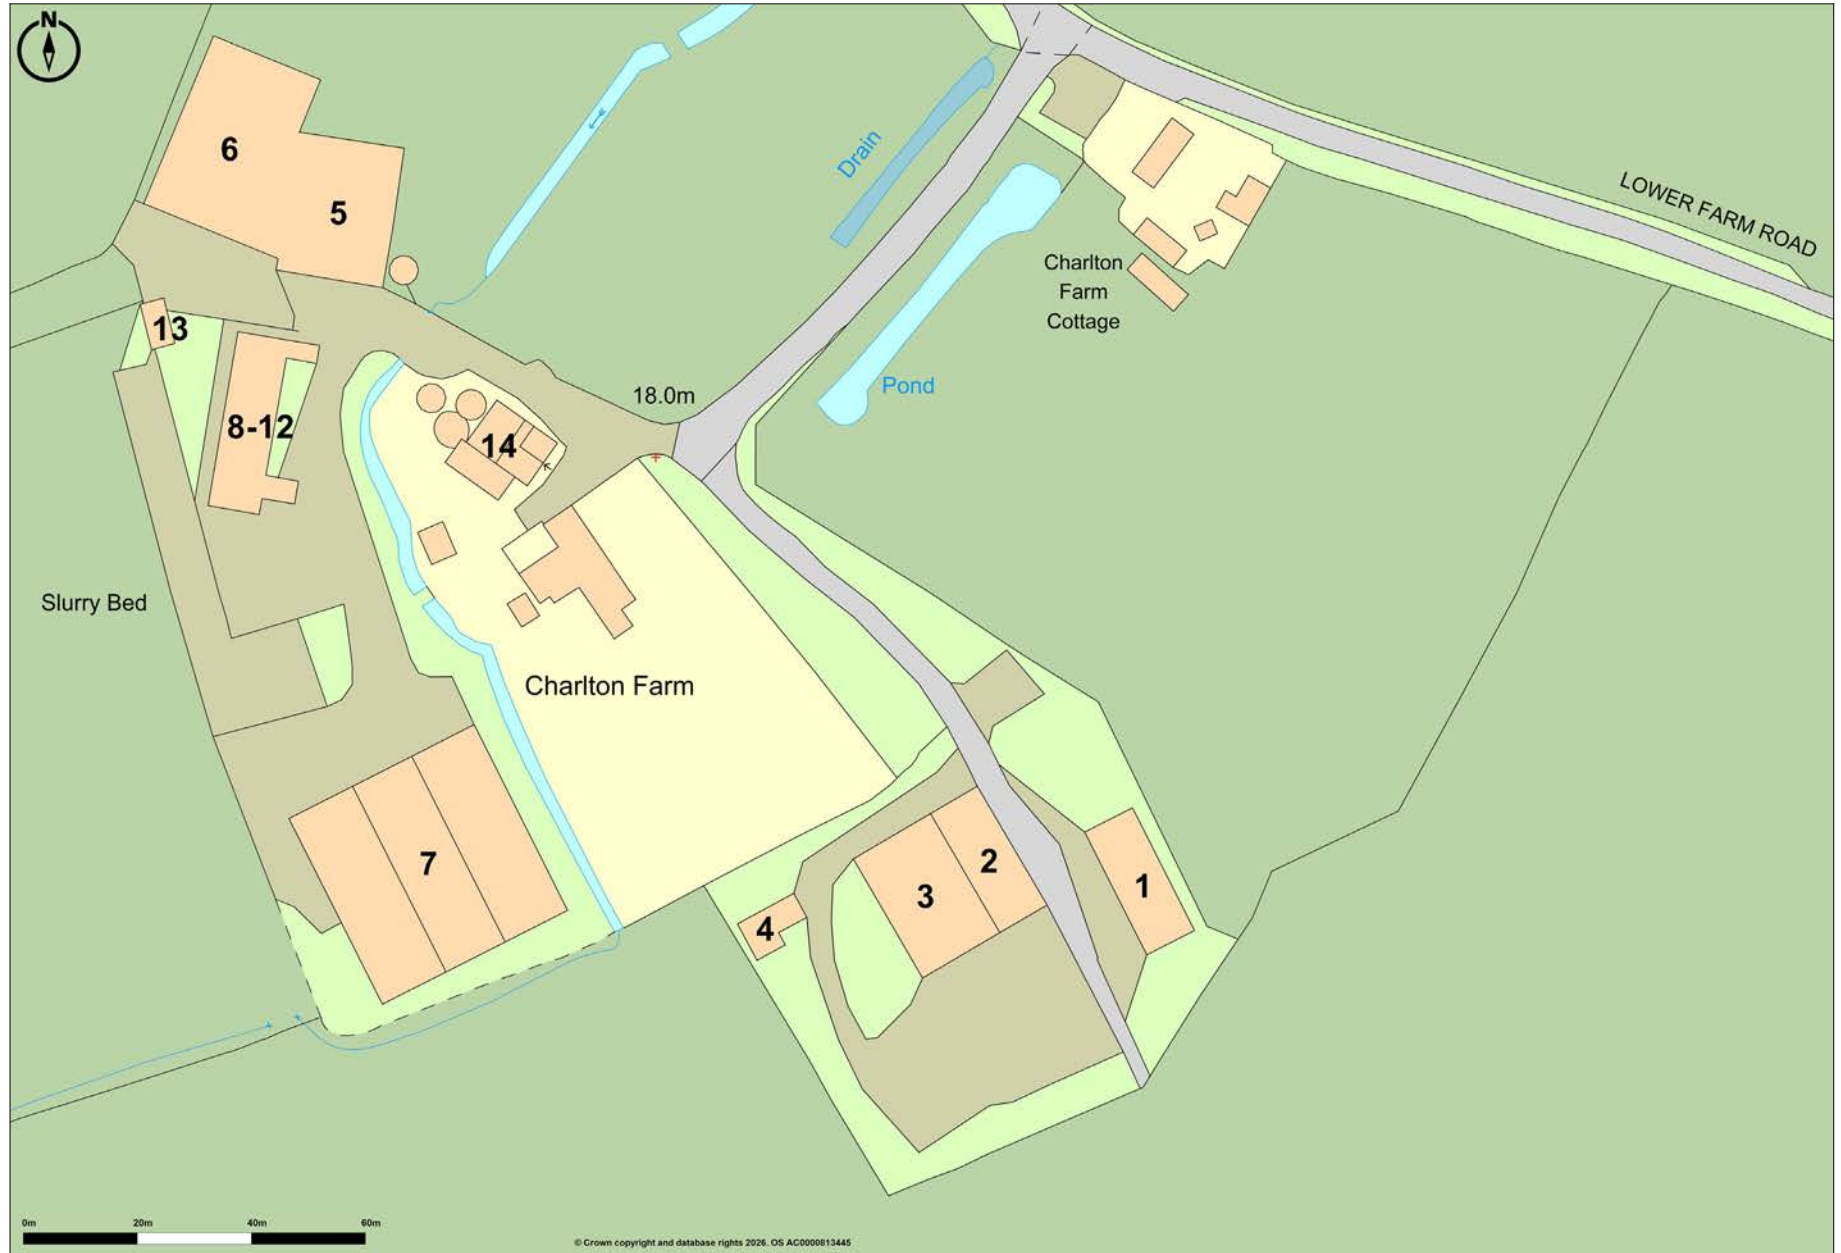 N
6
5
Drain
LOWER FARM ROAD
Charlton
Farm
Cottage
13
18.0m
Pond
8-12
14
Slurry Bed
Charlton Farm
7
2
3
1
4
0m 20m 40m 60m
© Crown copyright and database rights 2026. OS AC0000813445